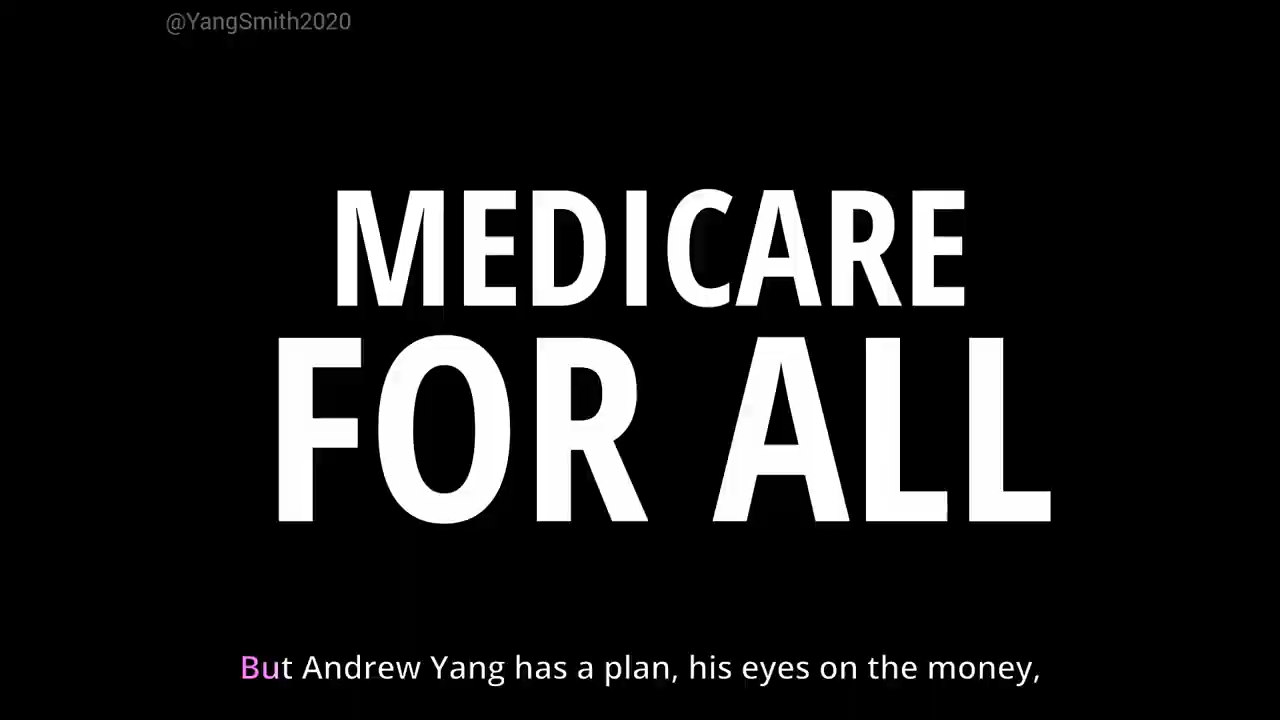 @YangSmith2020
MEDICARE
FOR ALL
But Andrew Yang has a plan, his eyes on the money,